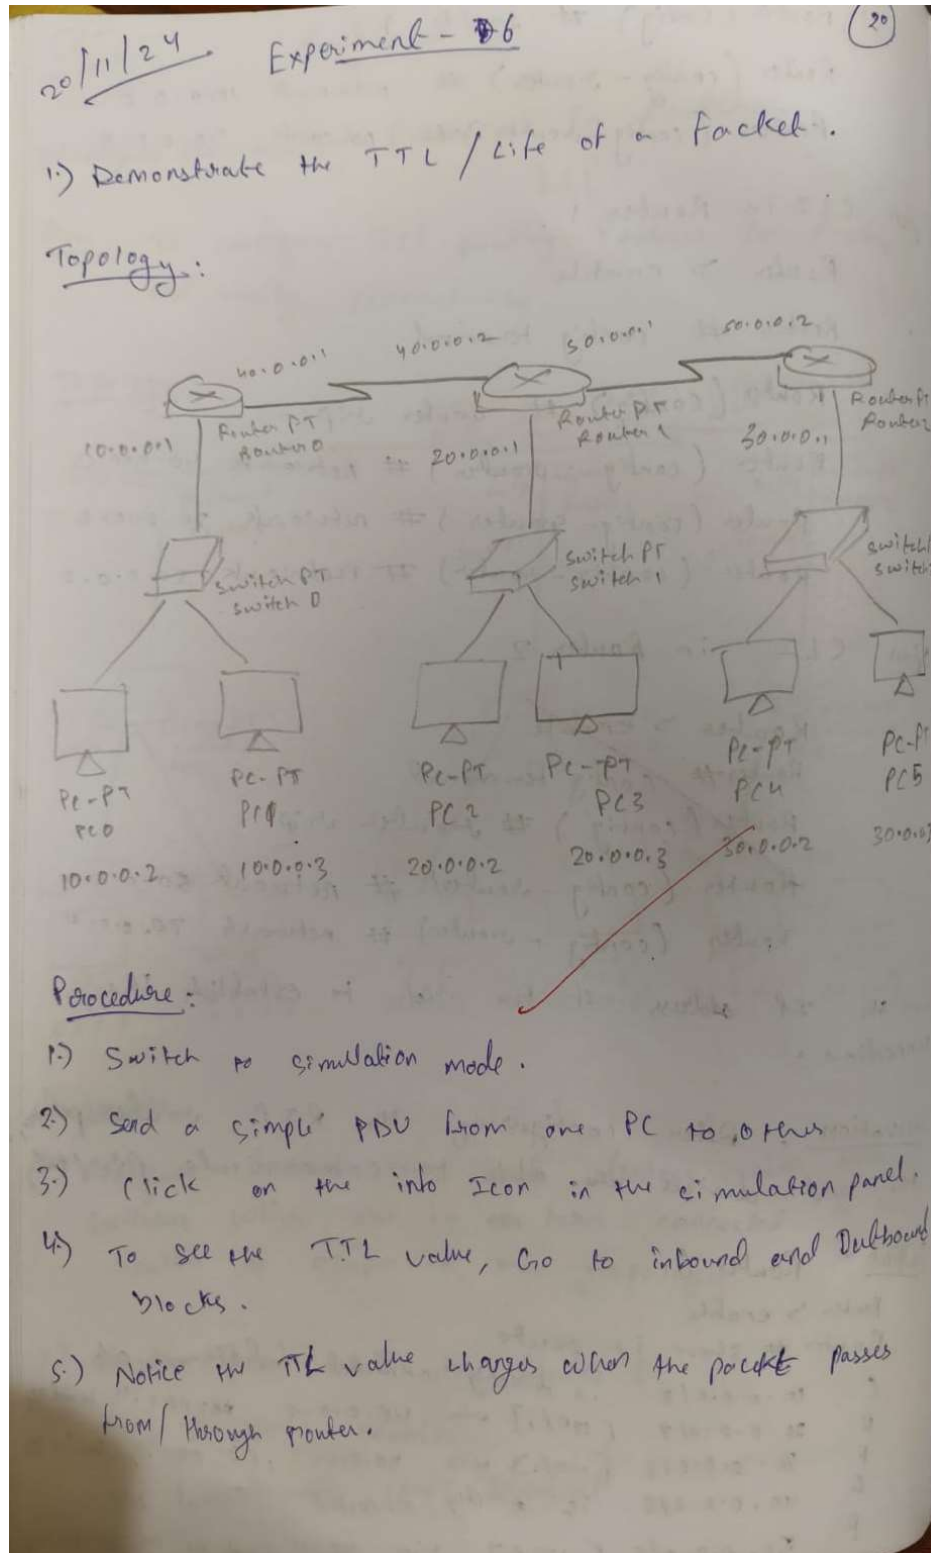 20
20/11/24
Experiment - 6
1.) Demonstrate the TTL / Life of a Packet.
Topology :
40.0.0.1 40.0.0.2 50.0.0.1 50.0.0.2
10.0.0.1 Router PT Router PT Router PT
Router 0 20.0.0.1 Router 1 30.0.0.1 Router 2
Switch PT Switch PT Switch
Switch 0 Switch 1 Switch
PC-PT PC-PT PC-PT PC-PT PC-PT PC-PT
PC0 PC1 PC2 PC3 PC4 PC5
10.0.0.2 10.0.0.3 20.0.0.2 20.0.0.3 30.0.0.2 30.0.0.3
Procedure :
1.) Switch to simullation mode.
2.) Send a simple PDU from one PC to other
3.) Click on the info Icon in the simulation panel.
4.) To see the TTL value, Go to inbound and Outbound
blocks.
5.) Notice the TTL value changes when the packet passes
from/through router.